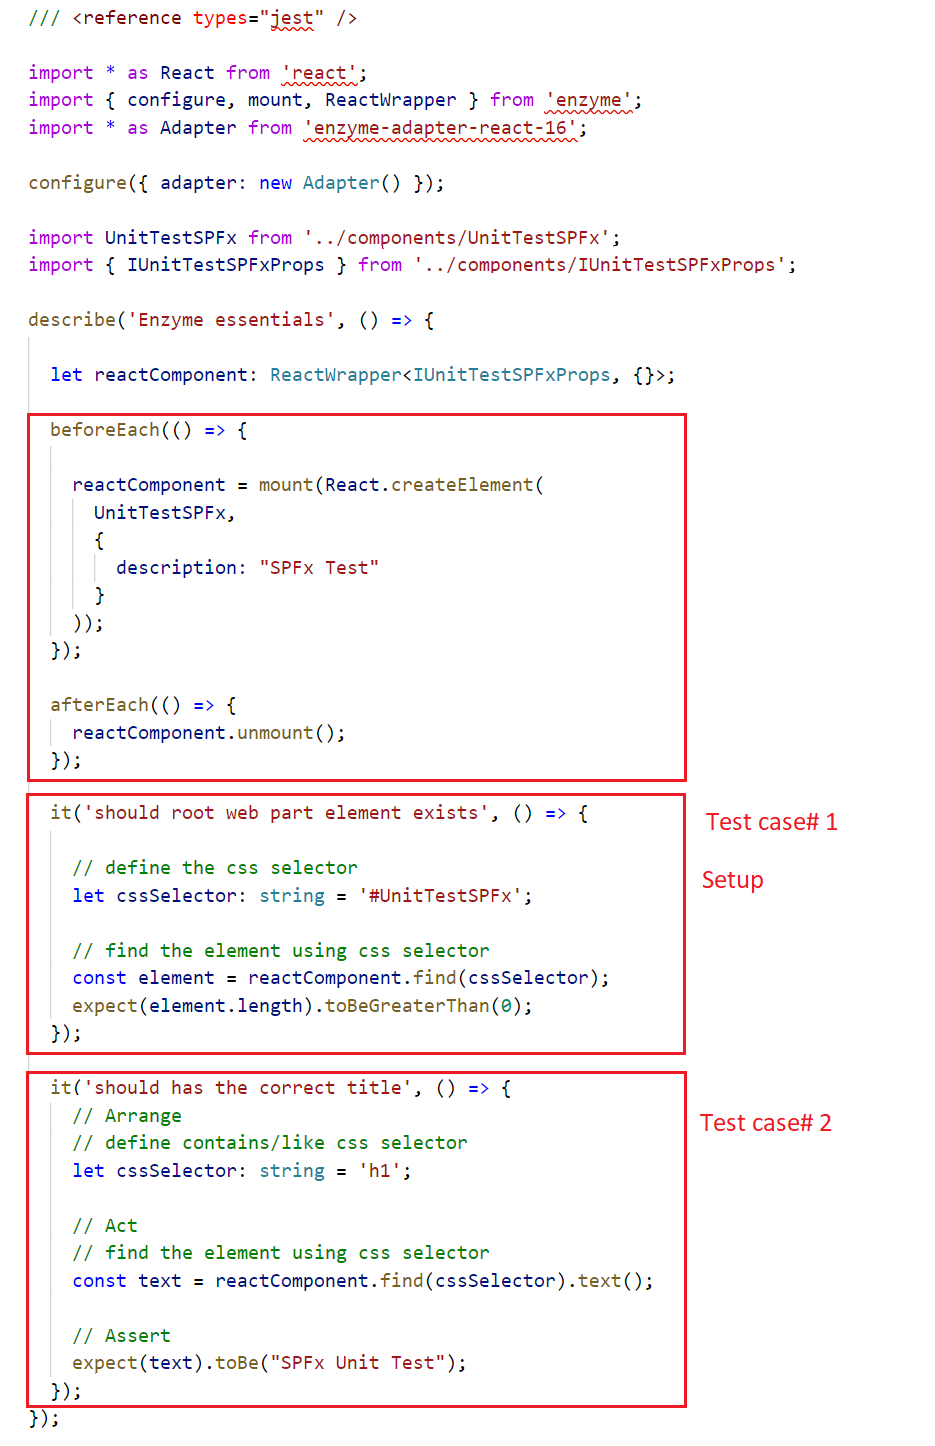 /// <reference types="jest" />
import * as React from 'react';
import { configure, mount, ReactWrapper } from 'enzyme';
import * as Adapter from 'enzyme-adapter-react-16';
configure({ adapter: new Adapter() });
import UnitTestSPFx from '../components/UnitTestSPFx';
import { IUnitTestSPFxProps } from '../components/IUnitTestSPFxProps';
describe('Enzyme essentials', () => {
let reactComponent: ReactWrapper<IUnitTestSPFxProps, {}>;
beforeEach(() => {
reactComponent = mount(React.createElement(
UnitTestSPFx,
{
description: "SPFx Test"
}
));
});
afterEach(() => {
reactComponent.unmount();
});
it('should root web part element exists', () => {
Test case# 1
// define the css selector
Setup
let cssSelector: string = '#UnitTestSPFx';
// find the element using css selector
const element = reactComponent.find(cssSelector);
expect(element.length).toBeGreaterThan(0);
});
it('should has the correct title', () => {
// Arrange
Test case# 2
// define contains/like css selector
let cssSelector: string = 'h1';
// Act
// find the element using css selector
const text = reactComponent.find(cssSelector).text();
// Assert
expect(text).toBe("SPFx Unit Test");
});
});